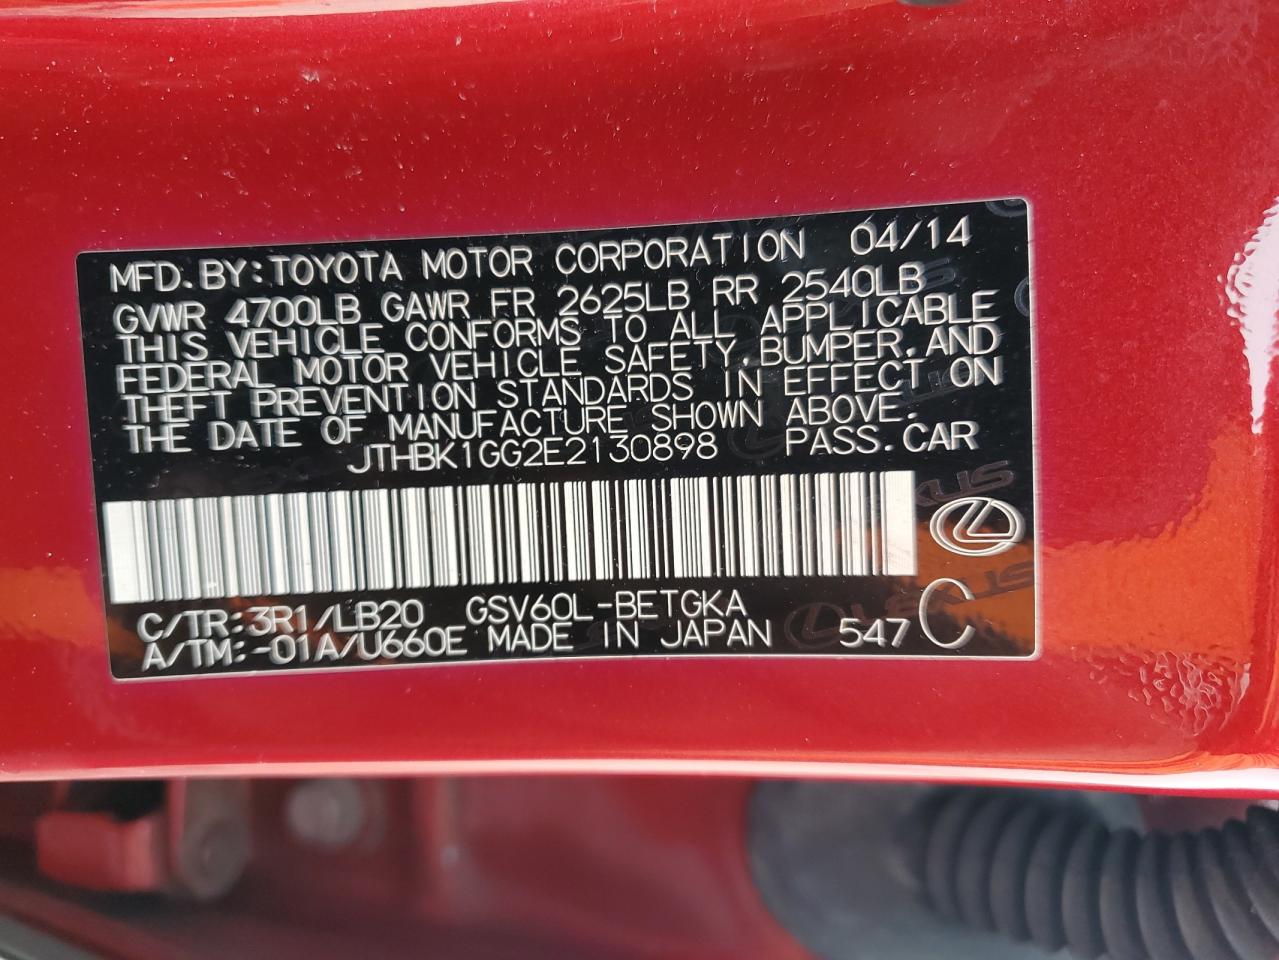 MFD. BY: TOYOTA MOTOR CORPORATION 04/14
GVWR 4700LB GAWR FR 2625LB RR 2540LB
THIS VEHICLE CONFORMS TO ALL APPLICABLE
FEDERAL MOTOR VEHICLE SAFETY, BUMPER, AND
THEFT PREVENTION STANDARDS IN EFFECT ON
THE DATE OF MANUFACTURE SHOWN ABOVE.
JTHBK1GG2E2130898 PASS. CAR
C/TR: 3R1/LB20 GSV60L-BETGKA
A/TM: -01A/U660E MADE IN JAPAN 547 C
LEXUS